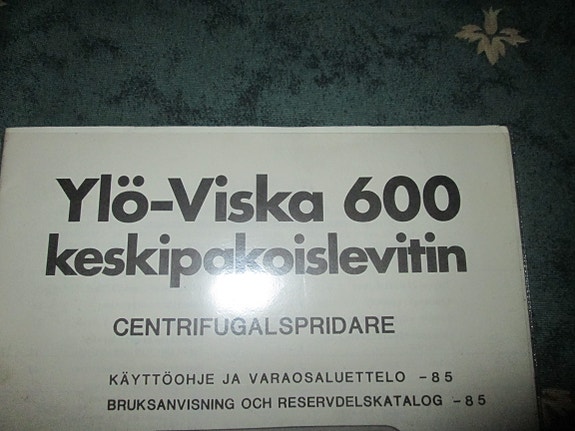 Ylö-Viska 600
keskipakoislevitin
CENTRIFUGALSPRIDARE
KÄYTTÖOHJE JA VARAOSALUETTELO -85
BRUKSANVISNING OCH RESERVDELSKATALOG -85